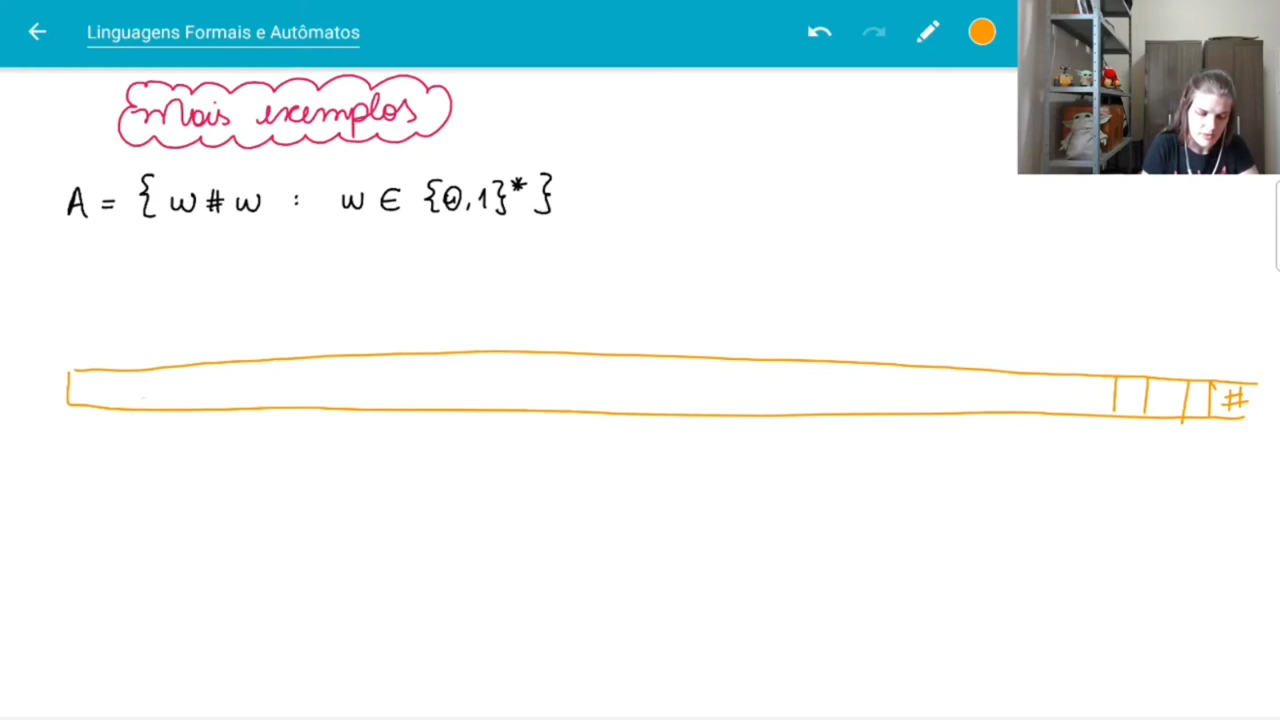 Linguagens Formais e Autômatos
Mais exemplos
A = { w # w : w ∈ {0,1}* }
#